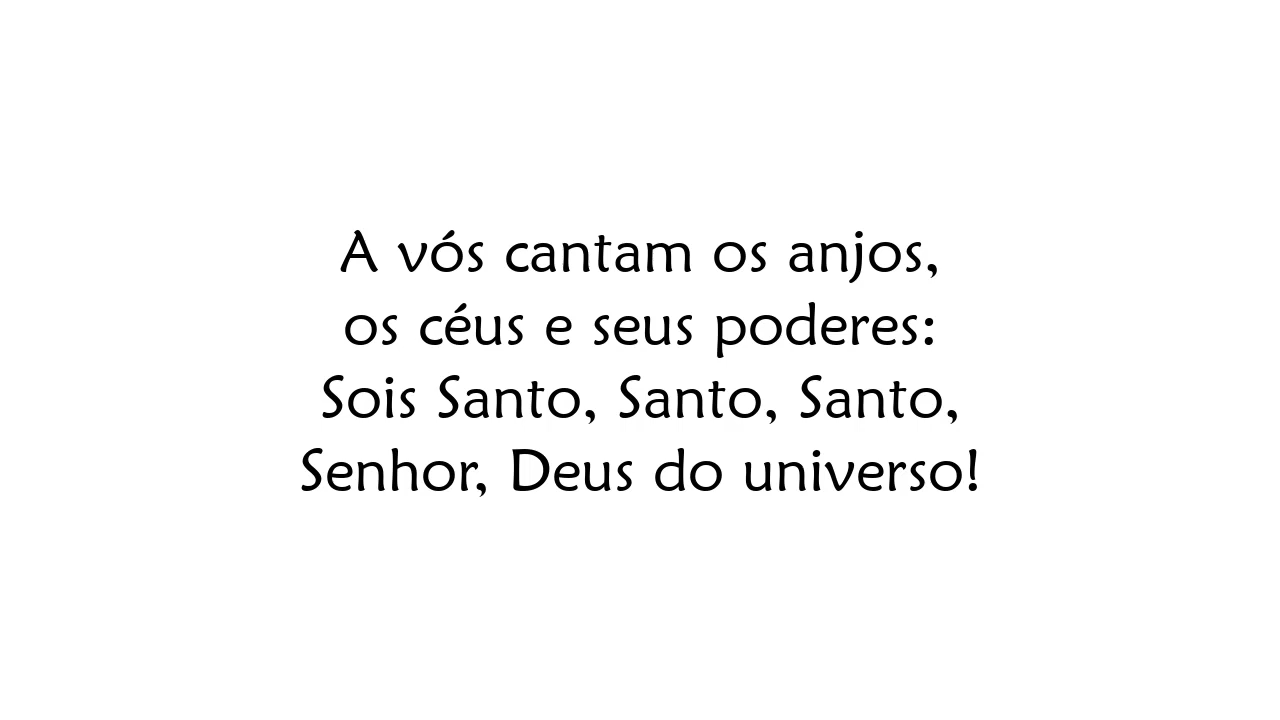 A vós cantam os anjos,
os céus e seus poderes:
Sois Santo, Santo, Santo,
Senhor, Deus do universo!